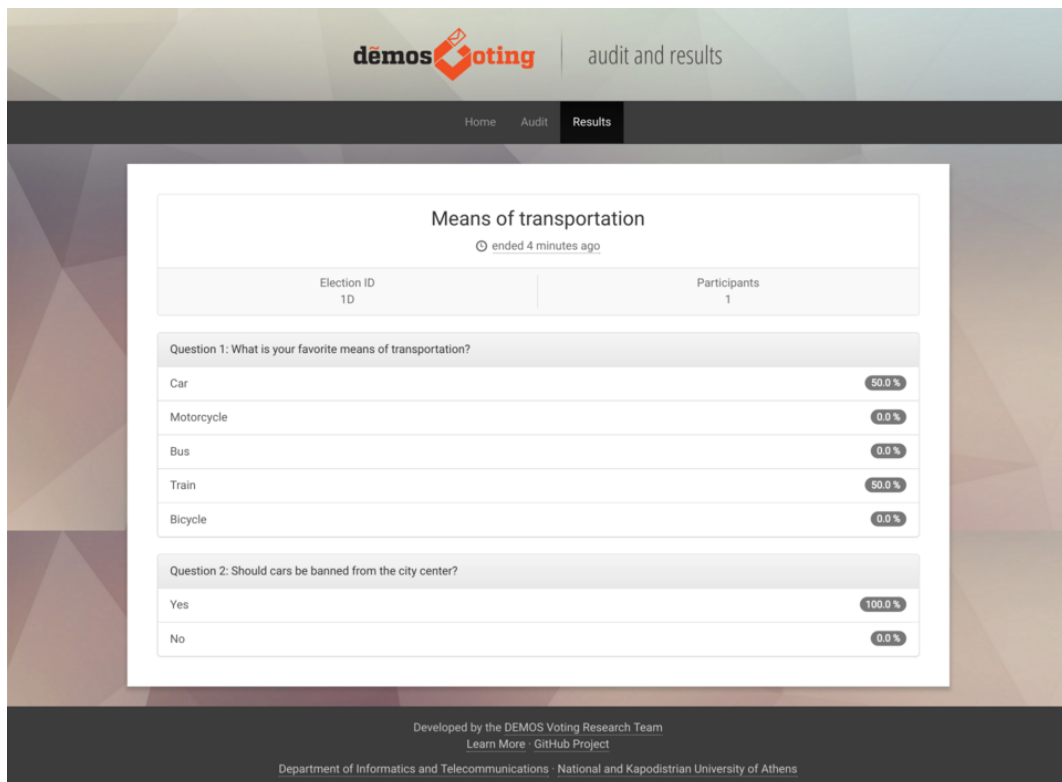 dēmos Voting audit and results
Home Audit Results
Means of transportation
ended 4 minutes ago
Election ID Participants
1D 1
Question 1: What is your favorite means of transportation?
Car 50.0 %
Motorcycle 0.0 %
Bus 0.0 %
Train 50.0 %
Bicycle 0.0 %
Question 2: Should cars be banned from the city center?
Yes 100.0 %
No 0.0 %
Developed by the DEMOS Voting Research Team
Learn More · GitHub Project
Department of Informatics and Telecommunications · National and Kapodistrian University of Athens